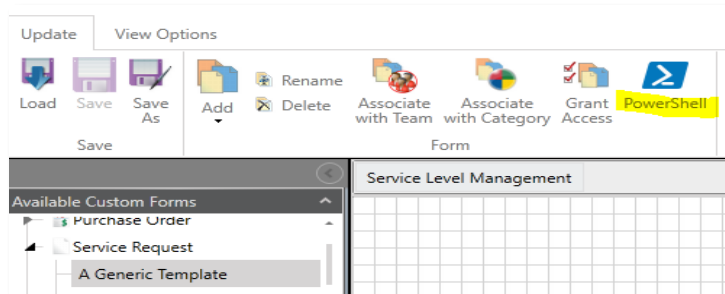 Update View Options
Load Save Save As Add Rename Delete Associate with Team Associate with Category Grant Access PowerShell
Save Form
Service Level Management
Available Custom Forms
Purchase Order
Service Request
A Generic Template